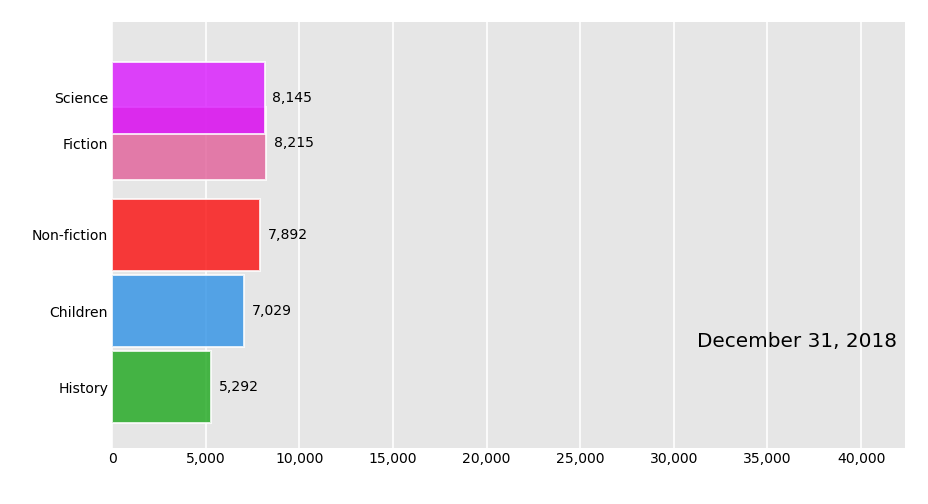 Science 8,145
Fiction 8,215
Non-fiction 7,892
Children 7,029
December 31, 2018
History 5,292
0 5,000 10,000 15,000 20,000 25,000 30,000 35,000 40,000